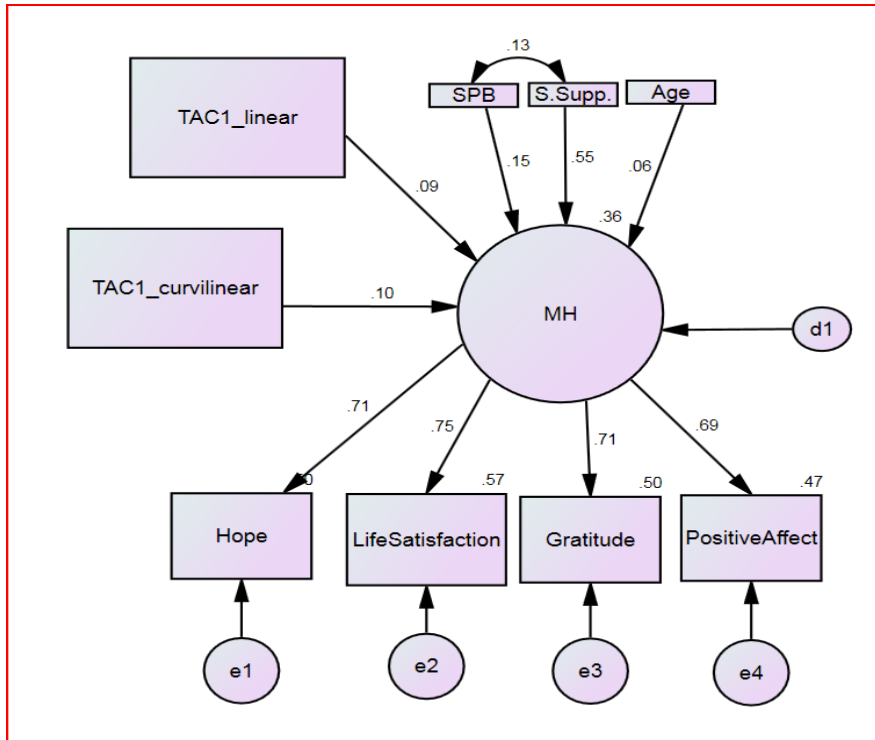 .13
SPB
S.Supp.
Age
TAC1_linear
.15
.55
.06
.09
.36
TAC1_curvilinear
.10
MH
d1
.71
.75
.71
.69
.57
.50
.47
Hope
LifeSatisfaction
Gratitude
PositiveAffect
e1
e2
e3
e4